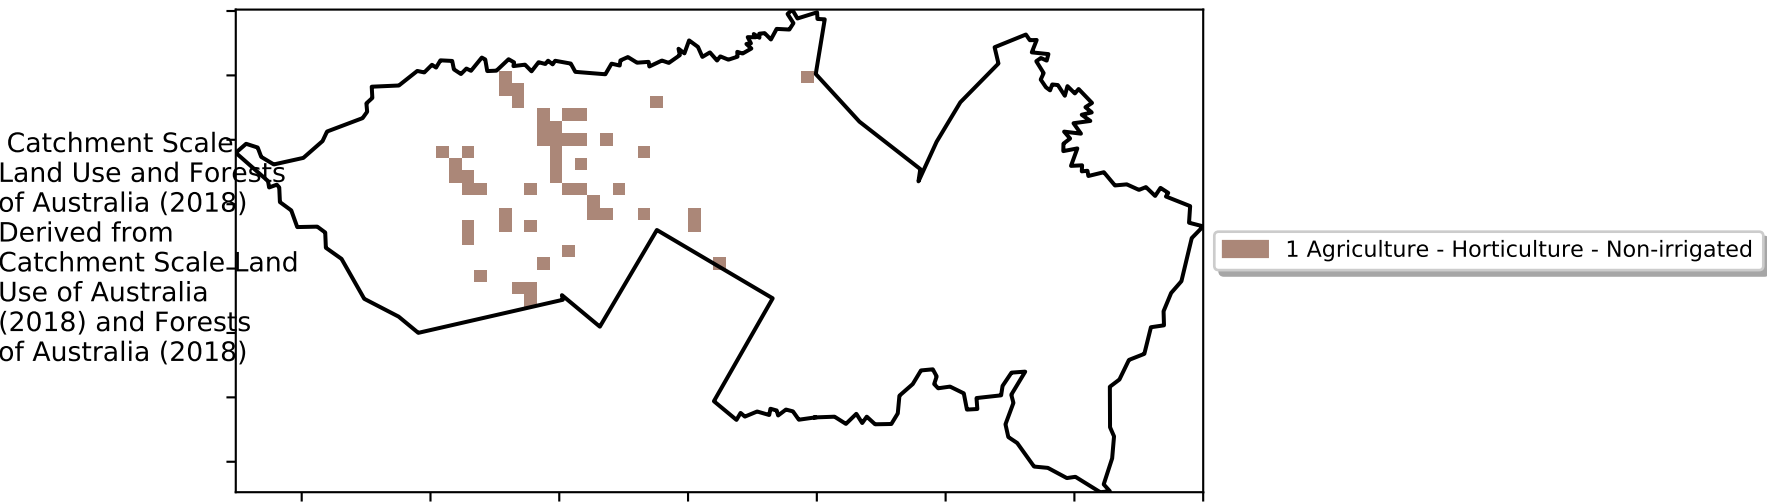 Catchment Scale
Land Use and Forests
of Australia (2018)
Derived from
Catchment Scale Land
Use of Australia
(2018) and Forests
of Australia (2018)
1 Agriculture - Horticulture - Non-irrigated